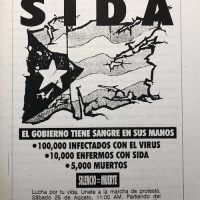 SIDA
EL GOBIERNO TIENE SANGRE EN SUS MANOS
•100,000 INFECTADOS CON EL VIRUS
•10,000 ENFERMOS CON SIDA
•5,000 MUERTOS
SILENCIO = MUERTE
Lucha por tu vida. Unete a la marcha de protesta.
Sábado 25 de Agosto, 11:00 AM. Partiendo del